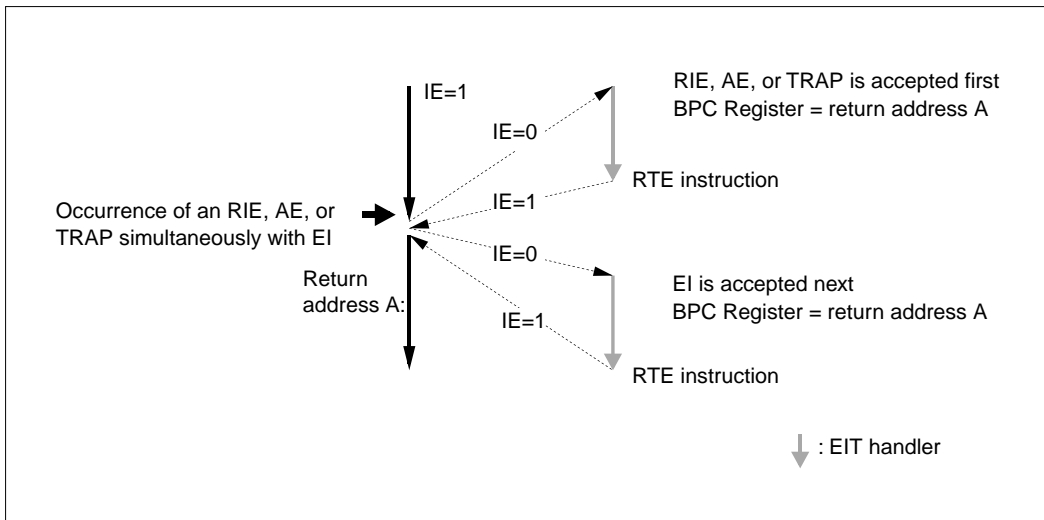 IE=1
RIE, AE, or TRAP is accepted first
BPC Register = return address A
IE=0
RTE instruction
IE=1
Occurrence of an RIE, AE, or
TRAP simultaneously with EI
IE=0
Return
address A:
EI is accepted next
BPC Register = return address A
IE=1
RTE instruction
: EIT handler